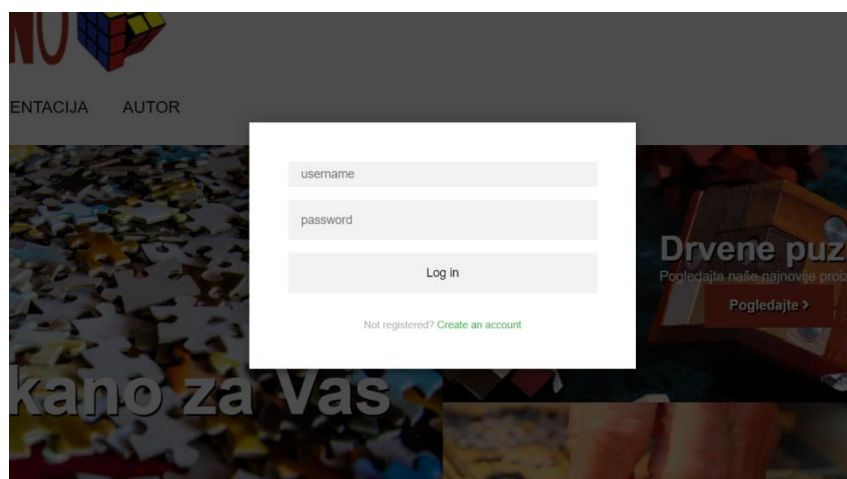 NO
ENTACIJA AUTOR
username
password
Log in
Not registered? Create an account
Drvene puz
Pogledajte naše najnovije proiz
Pogledajte >
kano za Vas